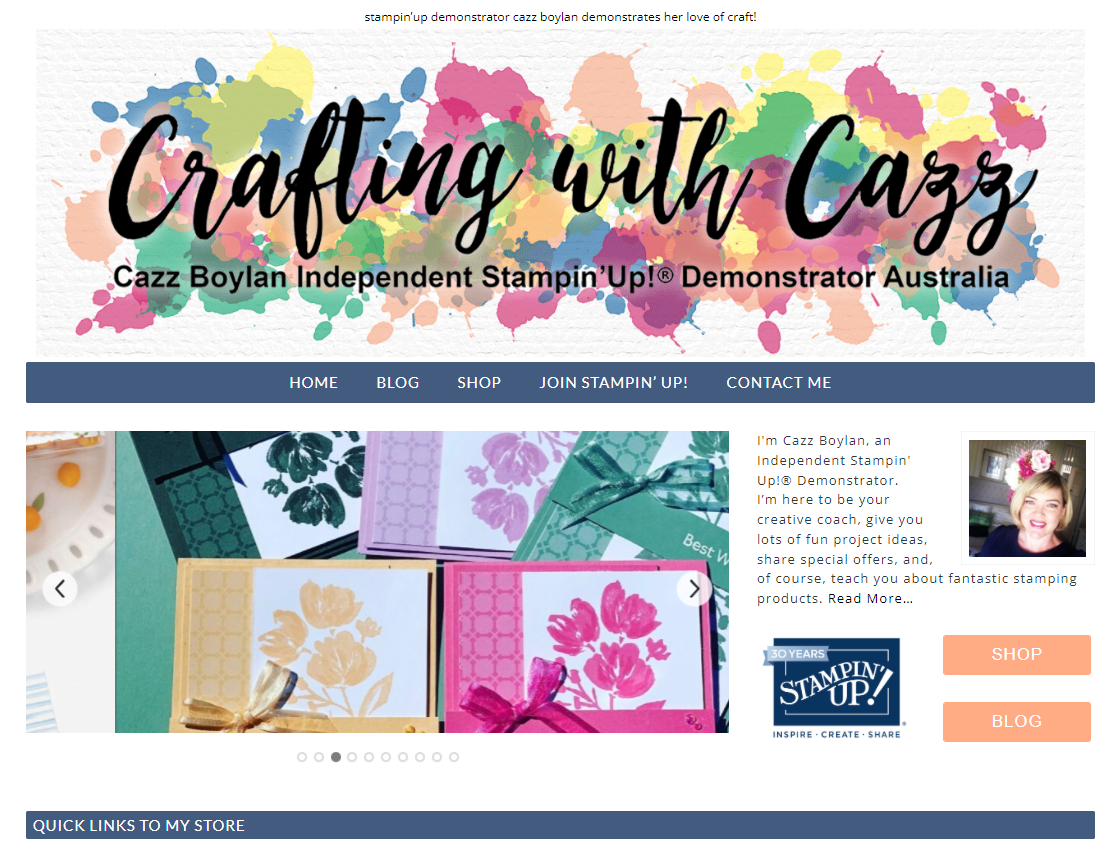 stampin'up demonstrator cazz boylan demonstrates her love of craft!
Crafting with Cazz
Cazz Boylan Independent Stampin'Up!® Demonstrator Australia
HOME BLOG SHOP JOIN STAMPIN' UP! CONTACT ME
Best W
I'm Cazz Boylan, an
Independent Stampin'
Up!® Demonstrator.
I'm here to be your
creative coach, give you
lots of fun project ideas,
share special offers, and,
of course, teach you about fantastic stamping
products. Read More…
30 YEARS
STAMPIN'
UP!®
INSPIRE · CREATE · SHARE
SHOP
BLOG
QUICK LINKS TO MY STORE